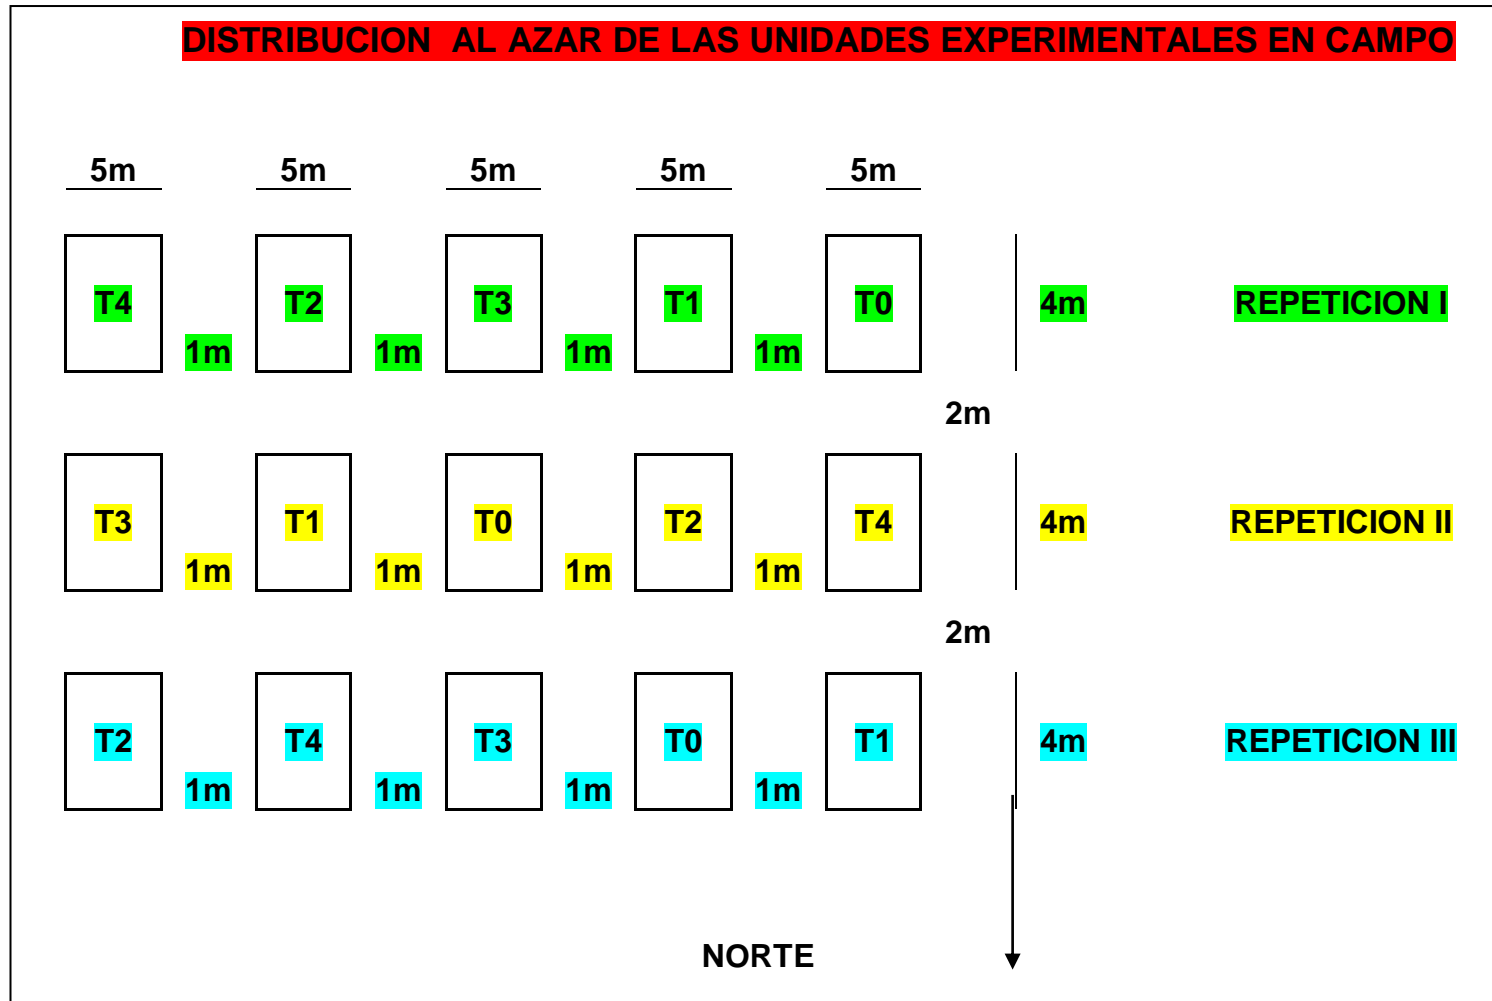 DISTRIBUCION AL AZAR DE LAS UNIDADES EXPERIMENTALES EN CAMPO
5m 5m 5m 5m 5m
T4 T2 T3 T1 T0 4m REPETICION I
1m 1m 1m 1m
2m
T3 T1 T0 T2 T4 4m REPETICION II
1m 1m 1m 1m
2m
T2 T4 T3 T0 T1 4m REPETICION III
1m 1m 1m 1m
NORTE